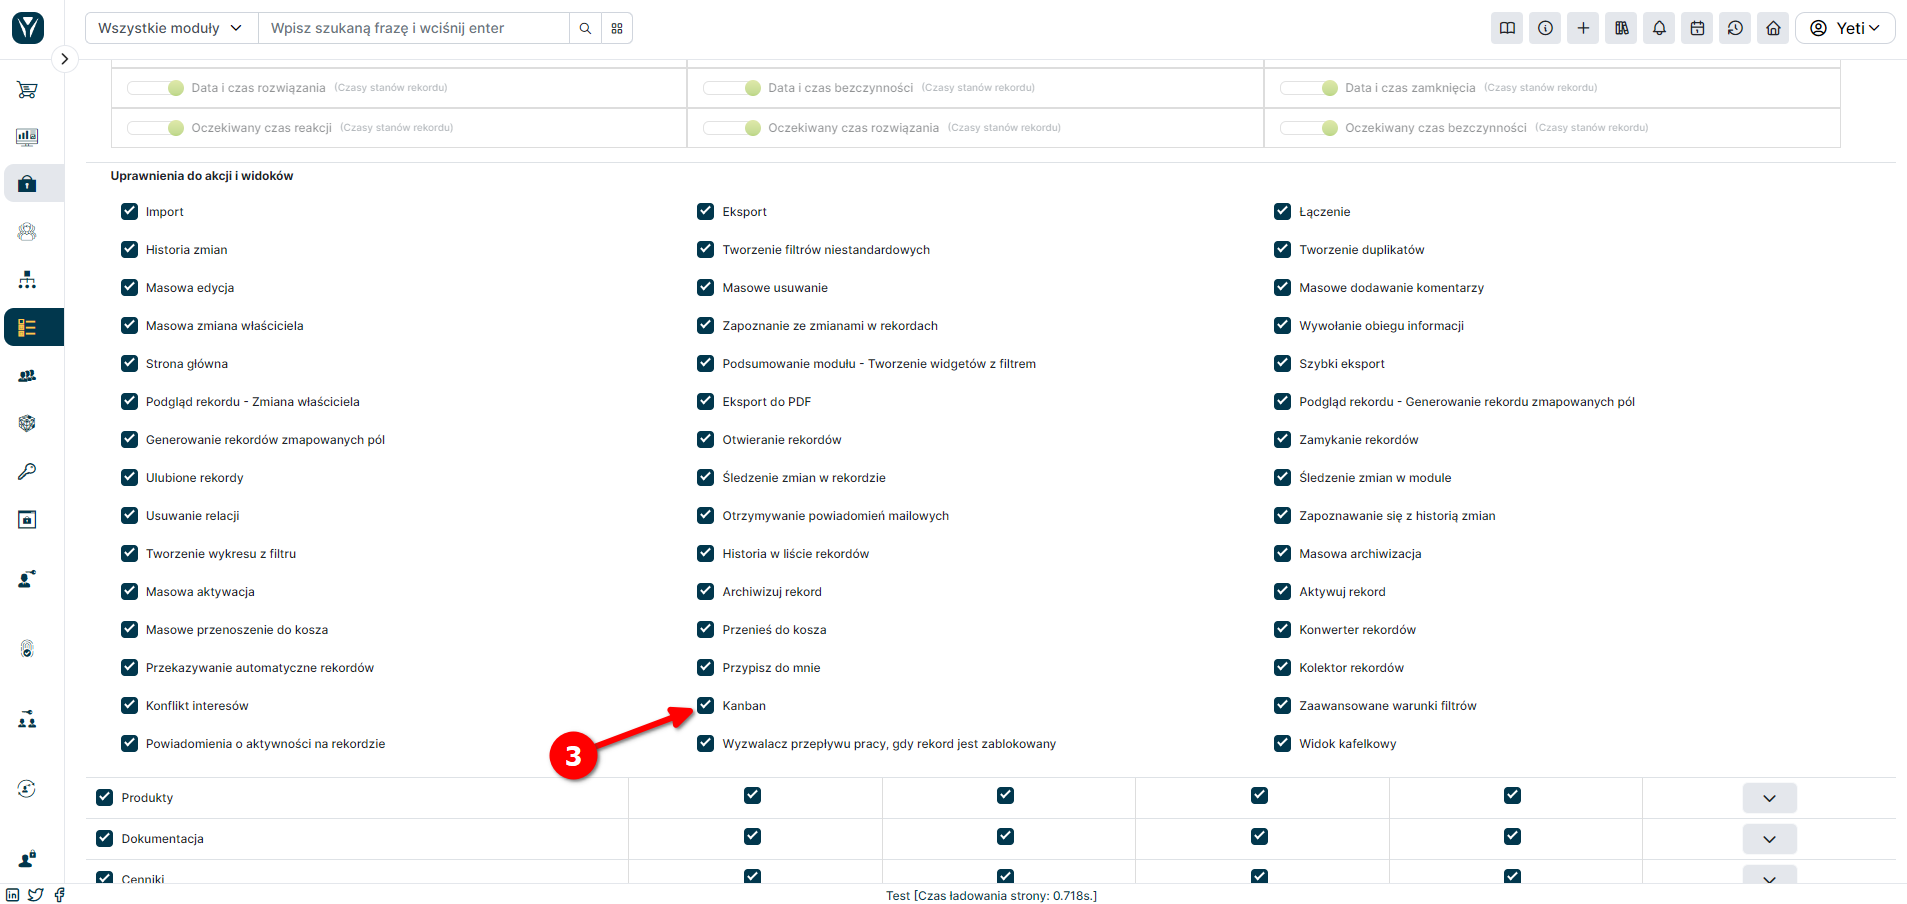 Wszystkie moduły
Wpisz szukaną frazę i wciśnij enter
Yeti
Data i czas rozwiązania (Czasy stanów rekordu)
Data i czas bezczynności (Czasy stanów rekordu)
Data i czas zamknięcia (Czasy stanów rekordu)
Oczekiwany czas reakcji (Czasy stanów rekordu)
Oczekiwany czas rozwiązania (Czasy stanów rekordu)
Oczekiwany czas bezczynności (Czasy stanów rekordu)
Uprawnienia do akcji i widoków
Import
Eksport
Łączenie
Historia zmian
Tworzenie filtrów niestandardowych
Tworzenie duplikatów
Masowa edycja
Masowe usuwanie
Masowe dodawanie komentarzy
Masowa zmiana właściciela
Zapoznanie ze zmianami w rekordach
Wywołanie obiegu informacji
Strona główna
Podsumowanie modułu - Tworzenie widgetów z filtrem
Szybki eksport
Podgląd rekordu - Zmiana właściciela
Eksport do PDF
Podgląd rekordu - Generowanie rekordu zmapowanych pól
Generowanie rekordów zmapowanych pól
Otwieranie rekordów
Zamykanie rekordów
Ulubione rekordy
Śledzenie zmian w rekordzie
Śledzenie zmian w module
Usuwanie relacji
Otrzymywanie powiadomień mailowych
Zapoznawanie się z historią zmian
Tworzenie wykresu z filtru
Historia w liście rekordów
Masowa archiwizacja
Masowa aktywacja
Archiwizuj rekord
Aktywuj rekord
Masowe przenoszenie do kosza
Przenieś do kosza
Konwerter rekordów
Przekazywanie automatyczne rekordów
Przypisz do mnie
Kolektor rekordów
Konflikt interesów
Kanban
Zaawansowane warunki filtrów
Powiadomienia o aktywności na rekordzie
3
Wyzwalacz przepływu pracy, gdy rekord jest zablokowany
Widok kafelkowy
Produkty
Dokumentacja
Cenniki
Test [Czas ładowania strony: 0.718s.]